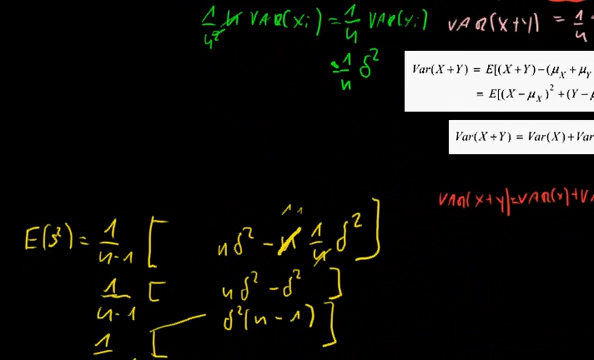 1/n² n VAR(xi) = 1/n VAR(yi)
= 1/n δ²
VAR(x+y) = 1/n
Var(X+Y) = E[(X+Y)−(μX + μY
= E[(X−μX)² + (Y−μ
Var(X+Y) = Var(X)+Var
VAR(x+y)=VAR(x)+VA
E(s²) = 1/n-1 [ nδ² − n 1/n δ² ]
1/n-1 [ nδ² − δ² ]
1 [ δ²(n−1) ]